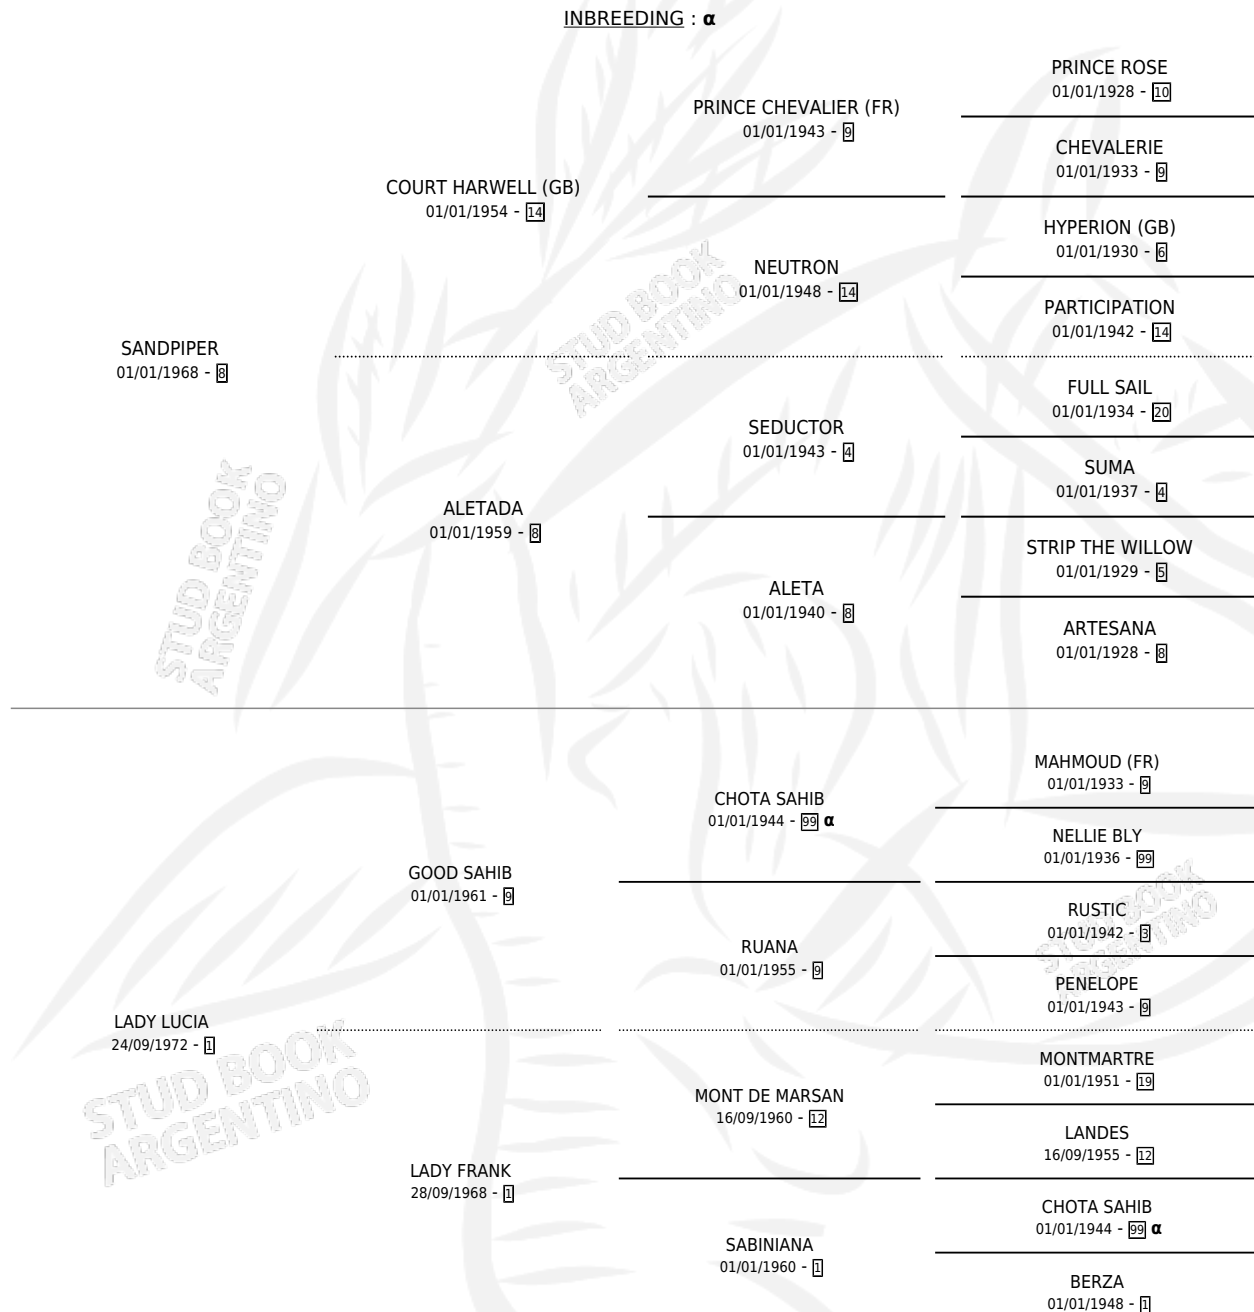 INBREEDING : α
PRINCE ROSE
01/01/1928 - 10
PRINCE CHEVALIER (FR)
01/01/1943 - 9
CHEVALERIE
01/01/1933 - 9
COURT HARWELL (GB)
01/01/1954 - 14
HYPERION (GB)
01/01/1930 - 6
NEUTRON
01/01/1948 - 14
PARTICIPATION
01/01/1942 - 14
SANDPIPER
01/01/1968 - 8
FULL SAIL
01/01/1934 - 20
SEDUCTOR
01/01/1943 - 4
SUMA
01/01/1937 - 4
ALETADA
01/01/1959 - 8
STRIP THE WILLOW
01/01/1929 - 5
ALETA
01/01/1940 - 8
ARTESANA
01/01/1928 - 8
MAHMOUD (FR)
01/01/1933 - 9
CHOTA SAHIB
01/01/1944 - 99 α
NELLIE BLY
01/01/1936 - 99
GOOD SAHIB
01/01/1961 - 9
RUSTIC
01/01/1942 - 3
RUANA
01/01/1955 - 9
PENELOPE
01/01/1943 - 9
LADY LUCIA
24/09/1972 - 1
MONTMARTRE
01/01/1951 - 19
MONT DE MARSAN
16/09/1960 - 12
LANDES
16/09/1955 - 12
LADY FRANK
28/09/1968 - 1
CHOTA SAHIB
01/01/1944 - 99 α
SABINIANA
01/01/1960 - 1
BERZA
01/01/1948 - 1
STUD BOOK
ARGENTINO
STUD BOOK
ARGENTINO
STUD BOOK
ARGENTINO
STUD BOOK
ARGENTINO